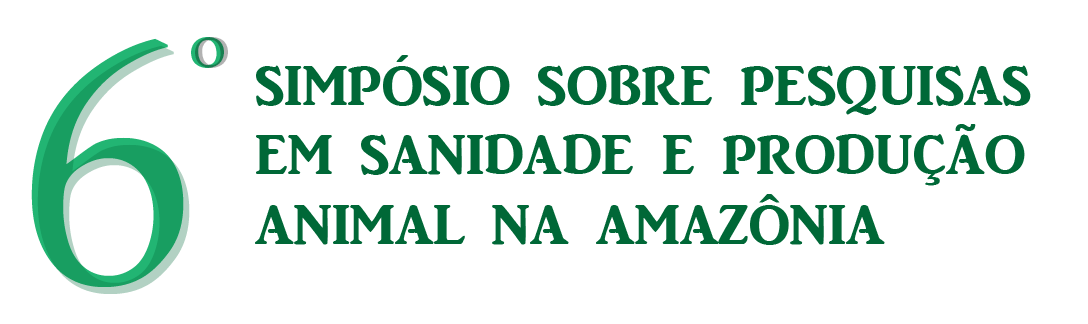 6º
SIMPÓSIO SOBRE PESQUISAS
EM SANIDADE E PRODUÇÃO
ANIMAL NA AMAZÔNIA